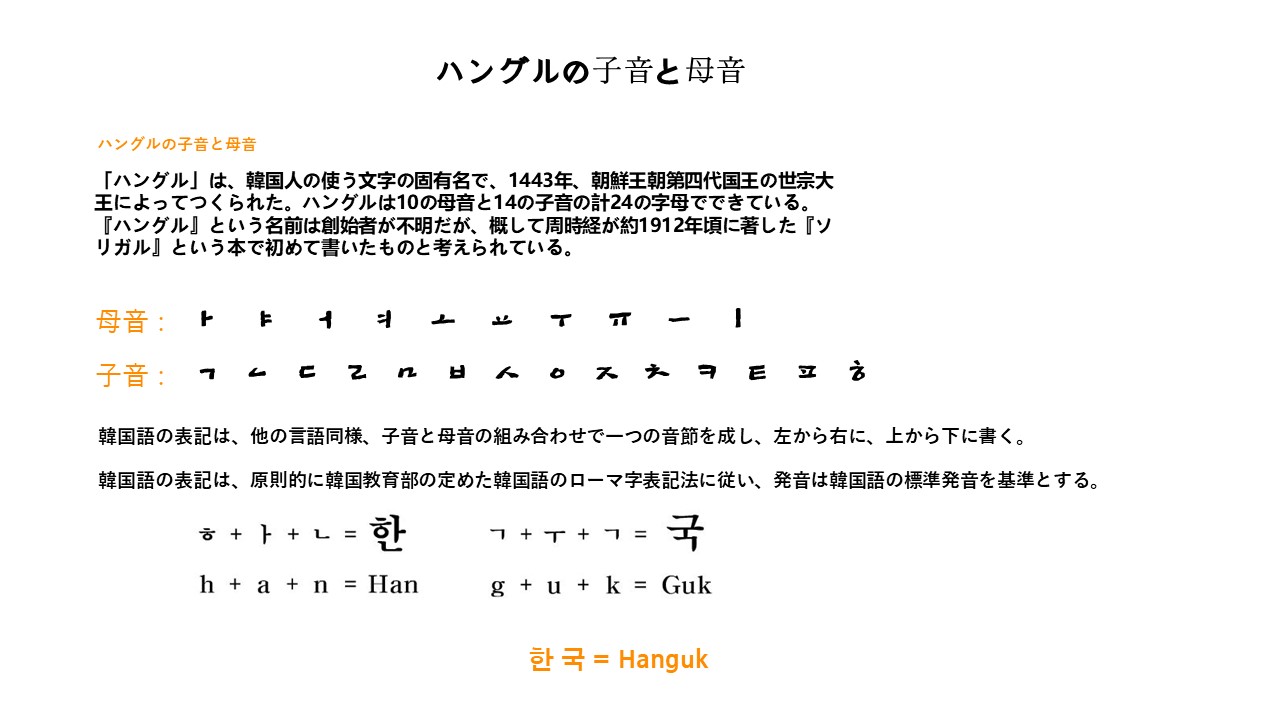 ハングルの子音と母音
ハングルの子音と母音
「ハングル」は、韓国人の使う文字の固有名で、1443年、朝鮮王朝第四代国王の世宗大
王によってつくられた。ハングルは10の母音と14の子音の計24の字母でできている。
『ハングル』という名前は創始者が不明だが、概して周時経が約1912年頃に著した『ソ
リガル』という本で初めて書いたものと考えられている。
母音 : ㅏ ㅑ ㅓ ㅕ ㅗ ㅛ ㅜ ㅠ ㅡ ㅣ
子音 : ㄱ ㄴ ㄷ ㄹ ㅁ ㅂ ㅅ ㅇ ㅈ ㅊ ㅋ ㅌ ㅍ ㅎ
韓国語の表記は、他の言語同様、子音と母音の組み合わせで一つの音節を成し、左から右に、上から下に書く。
韓国語の表記は、原則的に韓国教育部の定めた韓国語のローマ字表記法に従い、発音は韓国語の標準発音を基準とする。
ㅎ + ㅏ + ㄴ = 한 ㄱ + ㅜ + ㄱ = 국
h + a + n = Han g + u + k = Guk
한 국 = Hanguk